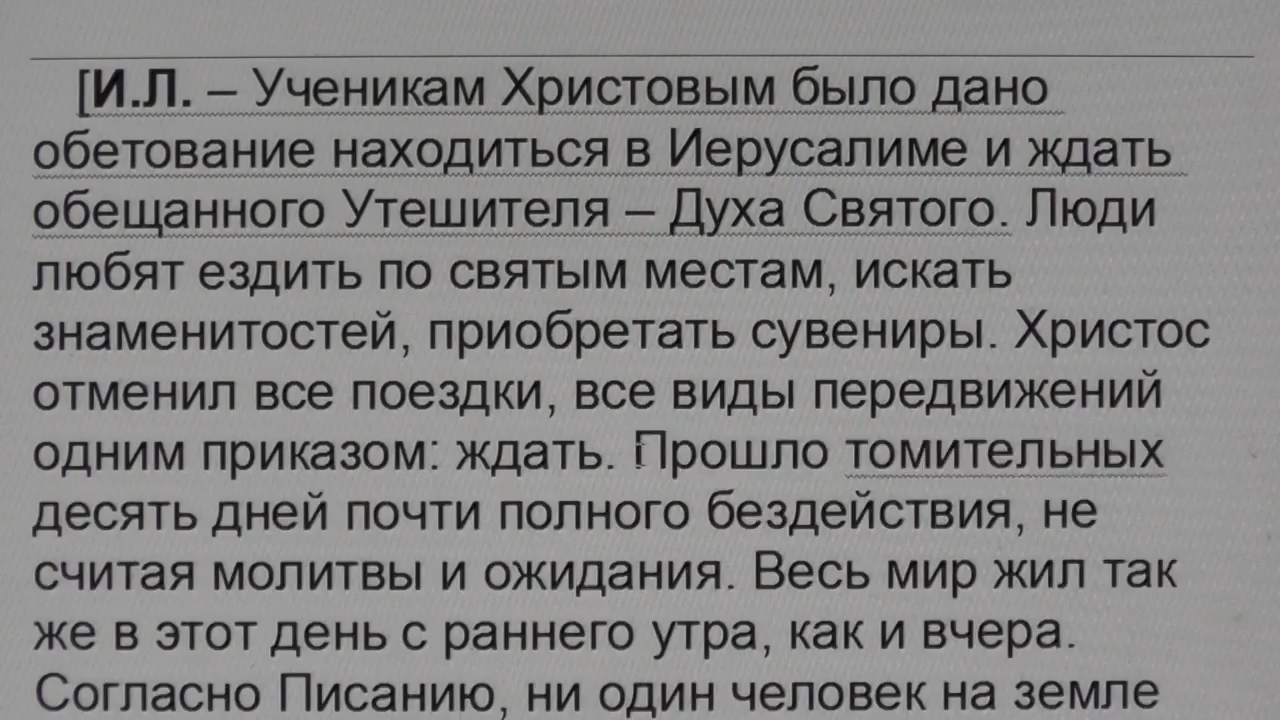 [И.Л. – Ученикам Христовым было дано
обетование находиться в Иерусалиме и ждать
обещанного Утешителя – Духа Святого. Люди
любят ездить по святым местам, искать
знаменитостей, приобретать сувениры. Христос
отменил все поездки, все виды передвижений
одним приказом: ждать. Прошло томительных
десять дней почти полного бездействия, не
считая молитвы и ожидания. Весь мир жил так
же в этот день с раннего утра, как и вчера.
Согласно Писанию, ни один человек на земле